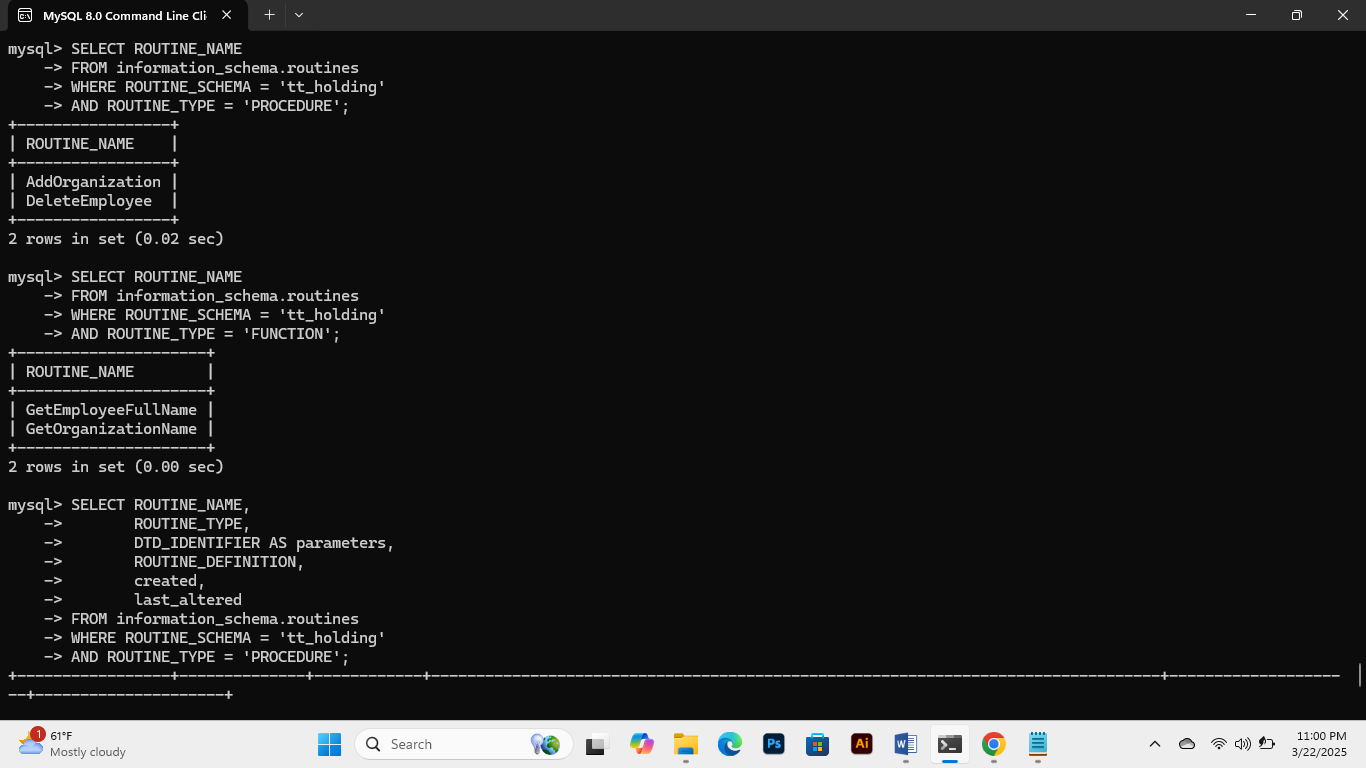 MySQL 8.0 Command Line Cli
mysql> SELECT ROUTINE_NAME
    -> FROM information_schema.routines
    -> WHERE ROUTINE_SCHEMA = 'tt_holding'
    -> AND ROUTINE_TYPE = 'PROCEDURE';
+-----------------+
| ROUTINE_NAME    |
+-----------------+
| AddOrganization |
| DeleteEmployee  |
+-----------------+
2 rows in set (0.02 sec)
mysql> SELECT ROUTINE_NAME
    -> FROM information_schema.routines
    -> WHERE ROUTINE_SCHEMA = 'tt_holding'
    -> AND ROUTINE_TYPE = 'FUNCTION';
+---------------------+
| ROUTINE_NAME        |
+---------------------+
| GetEmployeeFullName |
| GetOrganizationName |
+---------------------+
2 rows in set (0.00 sec)
mysql> SELECT ROUTINE_NAME,
    ->        ROUTINE_TYPE,
    ->        DTD_IDENTIFIER AS parameters,
    ->        ROUTINE_DEFINITION,
    ->        created,
    ->        last_altered
    -> FROM information_schema.routines
    -> WHERE ROUTINE_SCHEMA = 'tt_holding'
    -> AND ROUTINE_TYPE = 'PROCEDURE';
+-----------------+--------------+------------+---------------------------------------------------------------------------------+-------------------
--+---------------------+
1
61°F
Mostly cloudy
Search
Ps
Ai
W
11:00 PM
3/22/2025